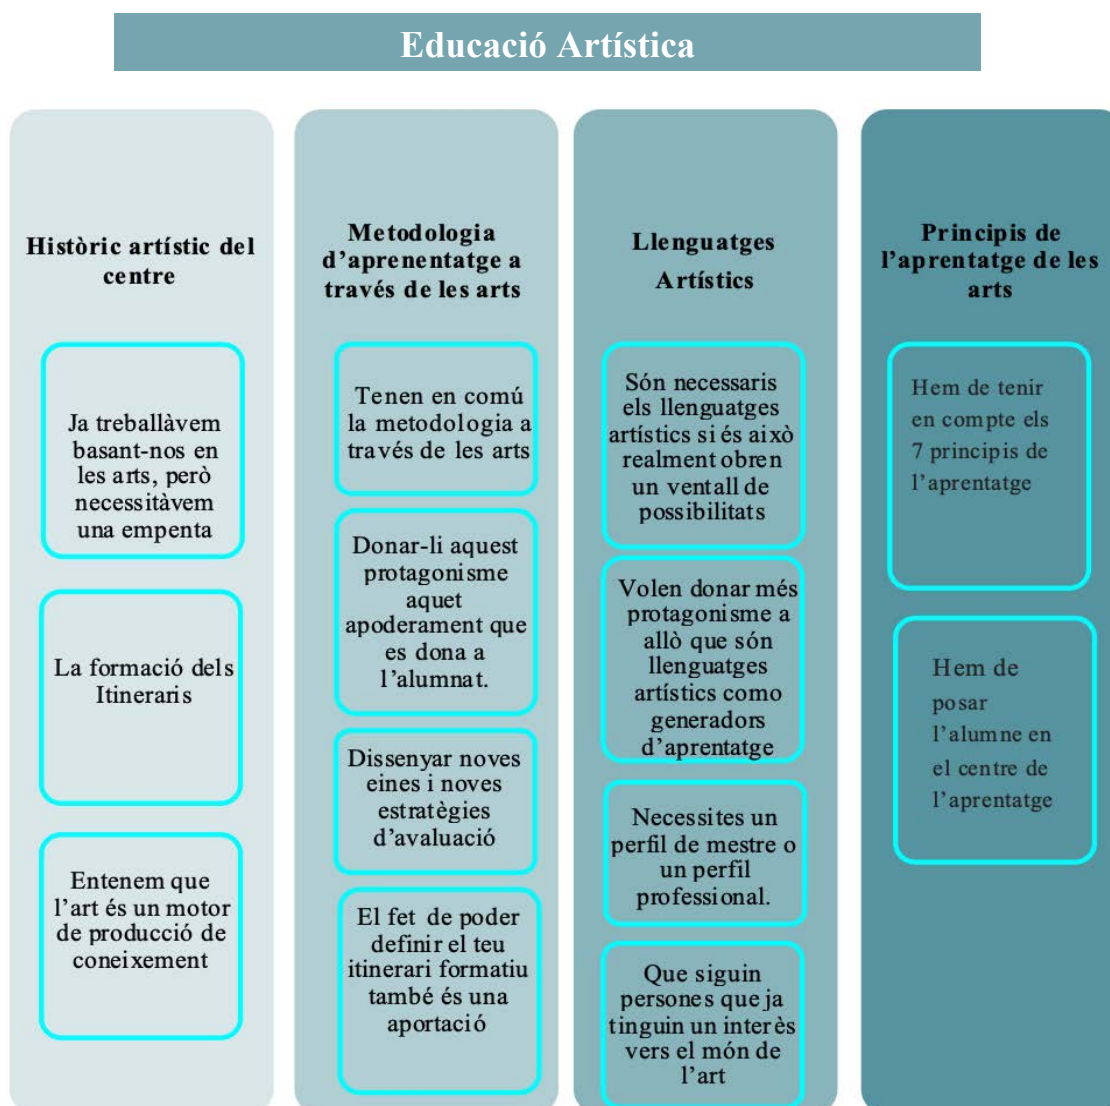 Educació Artística
Històric artístic del
centre
Ja treballàvem
basant-nos en
les arts, però
necessitàvem
una empenta
La formació dels
Itineraris
Entenem que
l'art és un motor
de producció de
coneixement
Metodologia
d'aprenentatge a
través de les arts
Tenen en comú
la metodologia a
través de les arts
Donar-li aquest
protagonisme
aquet
apoderament que
es dona a
l'alumnat.
Dissenyar noves
eines i noves
estratègies
d'avaluació
El fet de poder
definir el teu
itinerari formatiu
també és una
aportació
Llenguatges
Artístics
Són necessaris
els llenguatges
artístics si és això
realment obren
un ventall de
possibilitats
Volen donar més
protagonisme a
allò que són
llenguatges
artístics como
generadors
d'aprentatge
Necessites un
perfil de mestre o
un perfil
professional.
Que siguin
persones que ja
tinguin un interès
vers el món de
l'art
Principis de
l'aprentatge de les
arts
Hem de tenir
en compte els
7 principis de
l'aprentatge
Hem de
posar
l'alumne en
el centre de
l'aprentatge